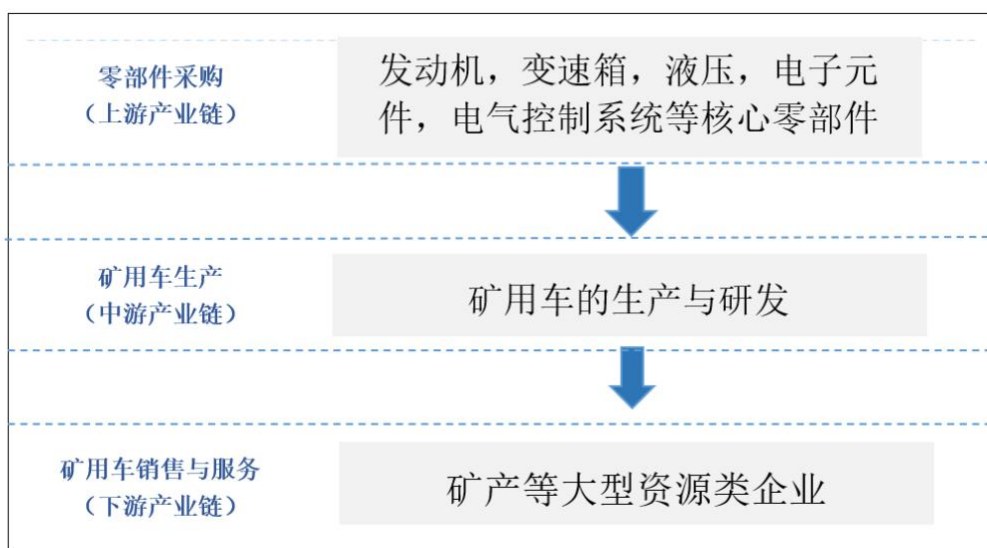 零部件采购
（上游产业链）
发动机，变速箱，液压，电子元
件，电气控制系统等核心零部件
矿用车生产
（中游产业链）
矿用车的生产与研发
矿用车销售与服务
（下游产业链）
矿产等大型资源类企业